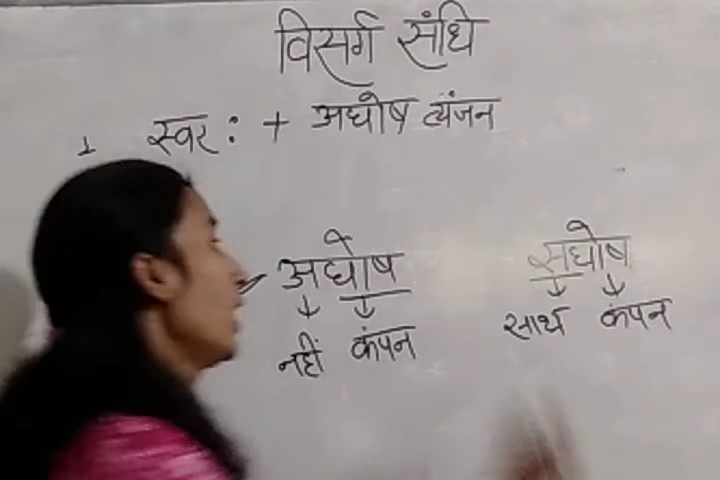 विसर्ग संधि
1 स्वर : + अघोष व्यंजन
अघोष सघोष
↓ ↓ ↓ ↓
नहीं कंपन साथ कंपन